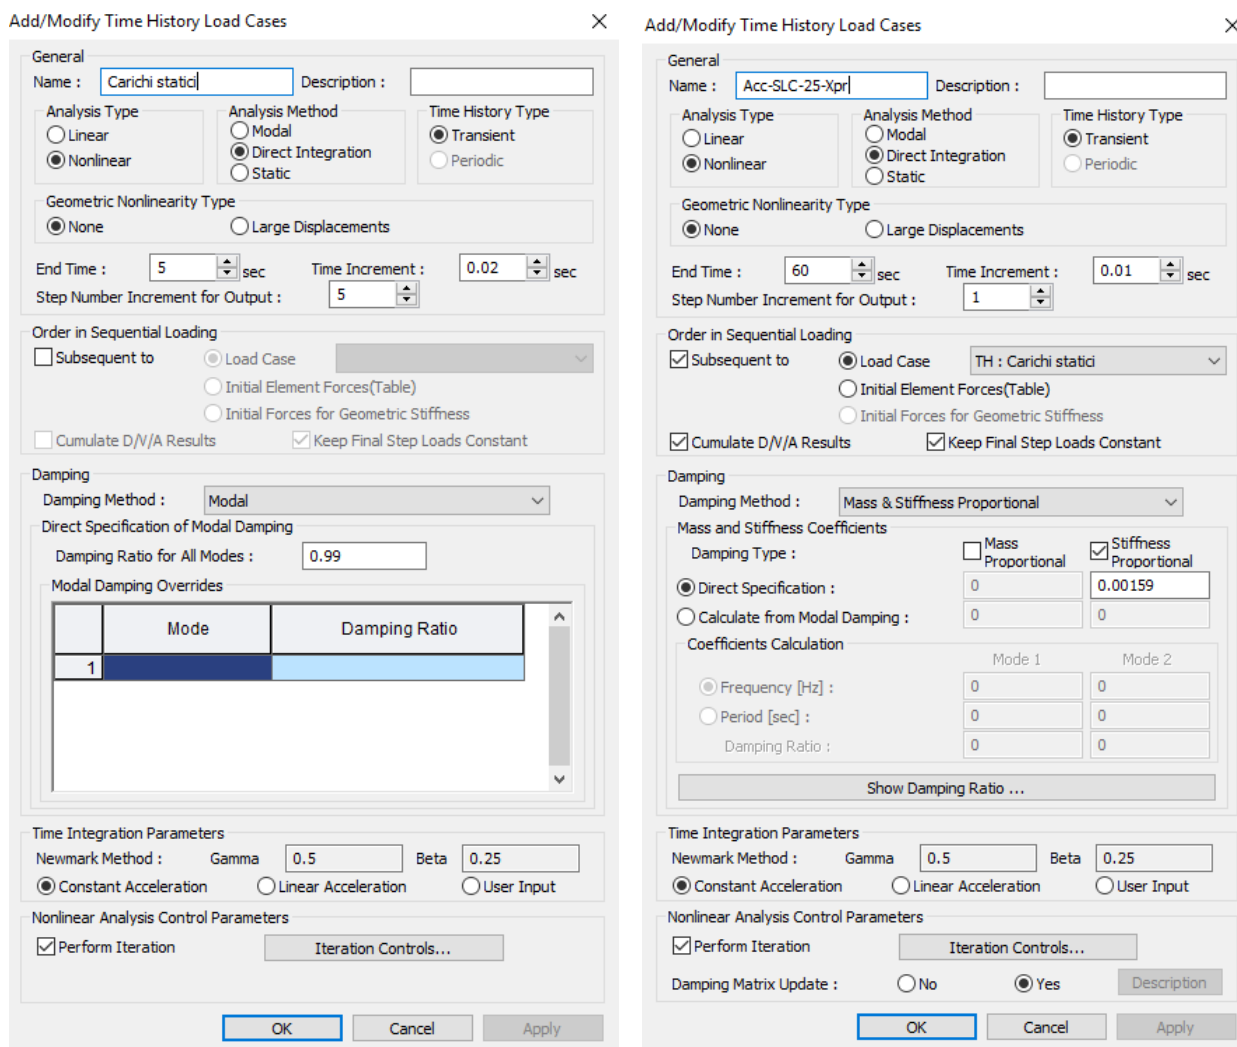 Add/Modify Time History Load Cases
General
Name : Carichi statici Description :
Analysis Type Analysis Method Time History Type
Linear Modal Transient
Nonlinear Direct Integration Periodic
Static
Geometric Nonlinearity Type
None Large Displacements
End Time : 5 sec Time Increment : 0.02 sec
Step Number Increment for Output : 5
Order in Sequential Loading
Subsequent to Load Case
Initial Element Forces(Table)
Initial Forces for Geometric Stiffness
Cumulate D/V/A Results Keep Final Step Loads Constant
Damping
Damping Method : Modal
Direct Specification of Modal Damping
Damping Ratio for All Modes : 0.99
Modal Damping Overrides
Mode Damping Ratio
1
Time Integration Parameters
Newmark Method : Gamma 0.5 Beta 0.25
Constant Acceleration Linear Acceleration User Input
Nonlinear Analysis Control Parameters
Perform Iteration Iteration Controls...
OK Cancel Apply
Add/Modify Time History Load Cases
General
Name : Acc-SLC-25-Xpr Description :
Analysis Type Analysis Method Time History Type
Linear Modal Transient
Nonlinear Direct Integration Periodic
Static
Geometric Nonlinearity Type
None Large Displacements
End Time : 60 sec Time Increment : 0.01 sec
Step Number Increment for Output : 1
Order in Sequential Loading
Subsequent to Load Case TH : Carichi statici
Initial Element Forces(Table)
Initial Forces for Geometric Stiffness
Cumulate D/V/A Results Keep Final Step Loads Constant
Damping
Damping Method : Mass & Stiffness Proportional
Mass and Stiffness Coefficients
Damping Type : Mass Proportional Stiffness Proportional
Direct Specification : 0 0.00159
Calculate from Modal Damping : 0 0
Coefficients Calculation
Mode 1 Mode 2
Frequency [Hz] : 0 0
Period [sec] : 0 0
Damping Ratio : 0 0
Show Damping Ratio ...
Time Integration Parameters
Newmark Method : Gamma 0.5 Beta 0.25
Constant Acceleration Linear Acceleration User Input
Nonlinear Analysis Control Parameters
Perform Iteration Iteration Controls...
Damping Matrix Update : No Yes Description
OK Cancel Apply